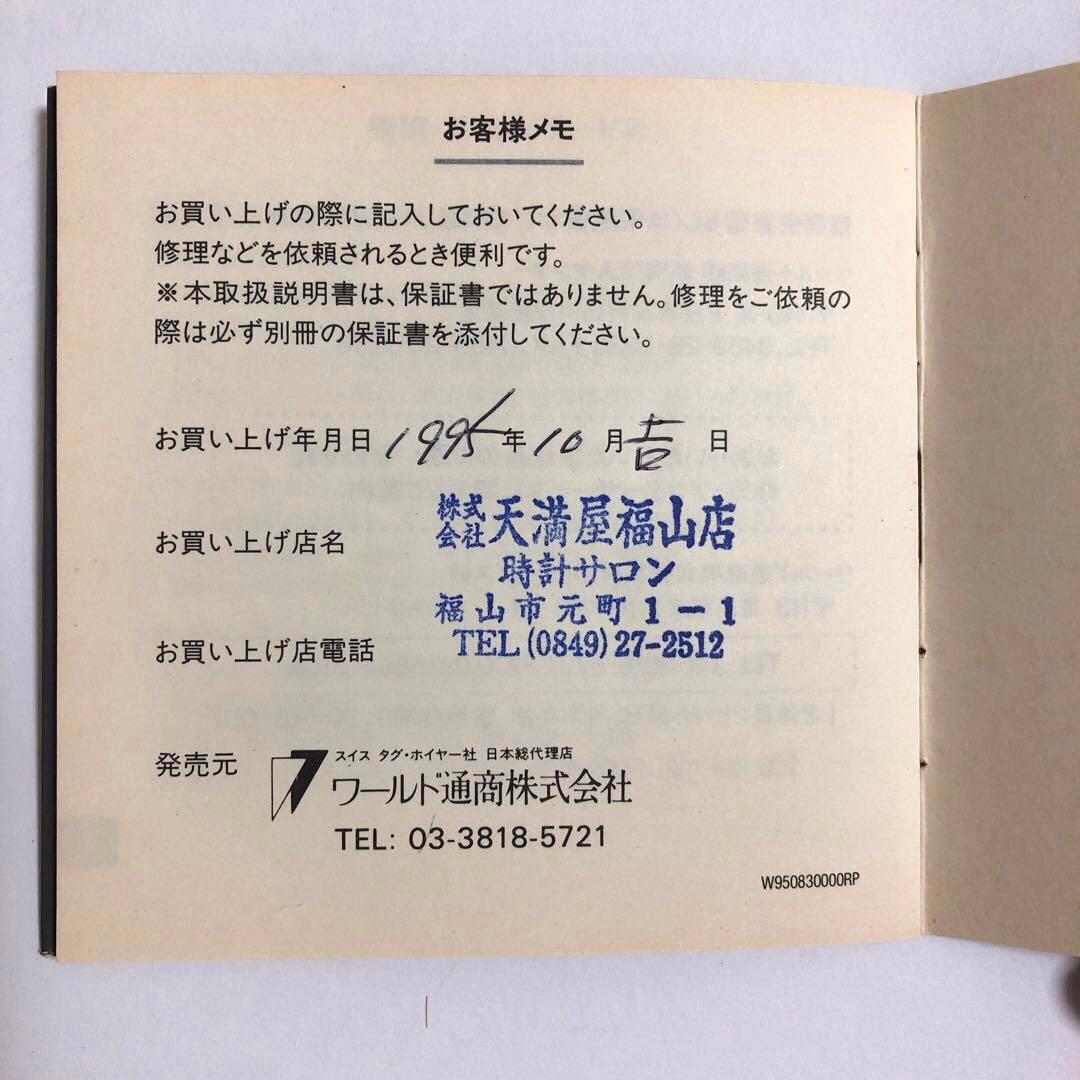 お客様メモ
お買い上げの際に記入しておいてください。
修理などを依頼されるとき便利です。
※本取扱説明書は、保証書ではありません。修理をご依頼の
際は必ず別冊の保証書を添付してください。
お買い上げ年月日 1995年10月吉日
お買い上げ店名
株式会社天満屋福山店
時計サロン
福山市元町1-1
お買い上げ店電話
TEL(0849)27-2512
発売元
スイス タグ・ホイヤー社 日本総代理店
ワールド通商株式会社
TEL: 03-3818-5721
W950830000RP